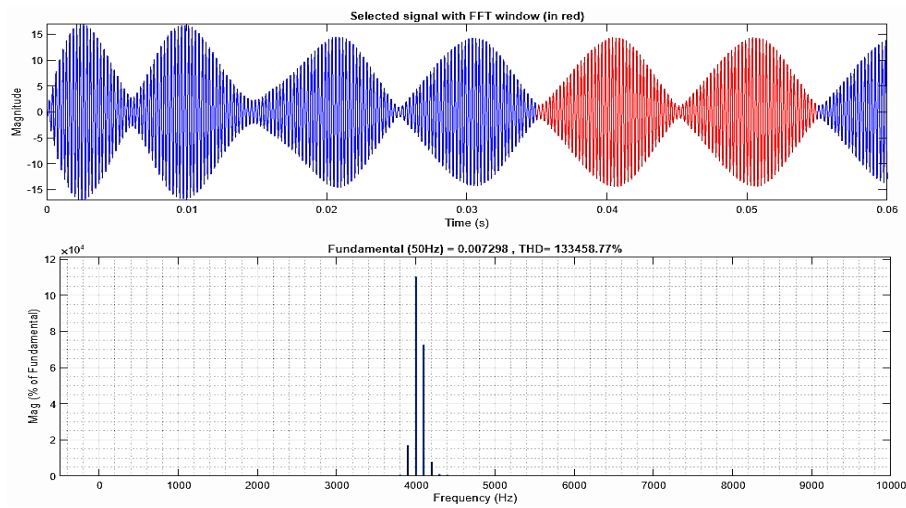 Selected signal with FFT window (in red)
15
10
5
0
-5
-10
-15
Magnitude
0 0.01 0.02 0.03 0.04 0.05 0.06
Time (s)
Fundamental (50Hz) = 0.007298 , THD= 133458.77%
×10⁴
12
10
8
6
4
2
0
Mag (% of Fundamental)
0 1000 2000 3000 4000 5000 6000 7000 8000 9000 10000
Frequency (Hz)